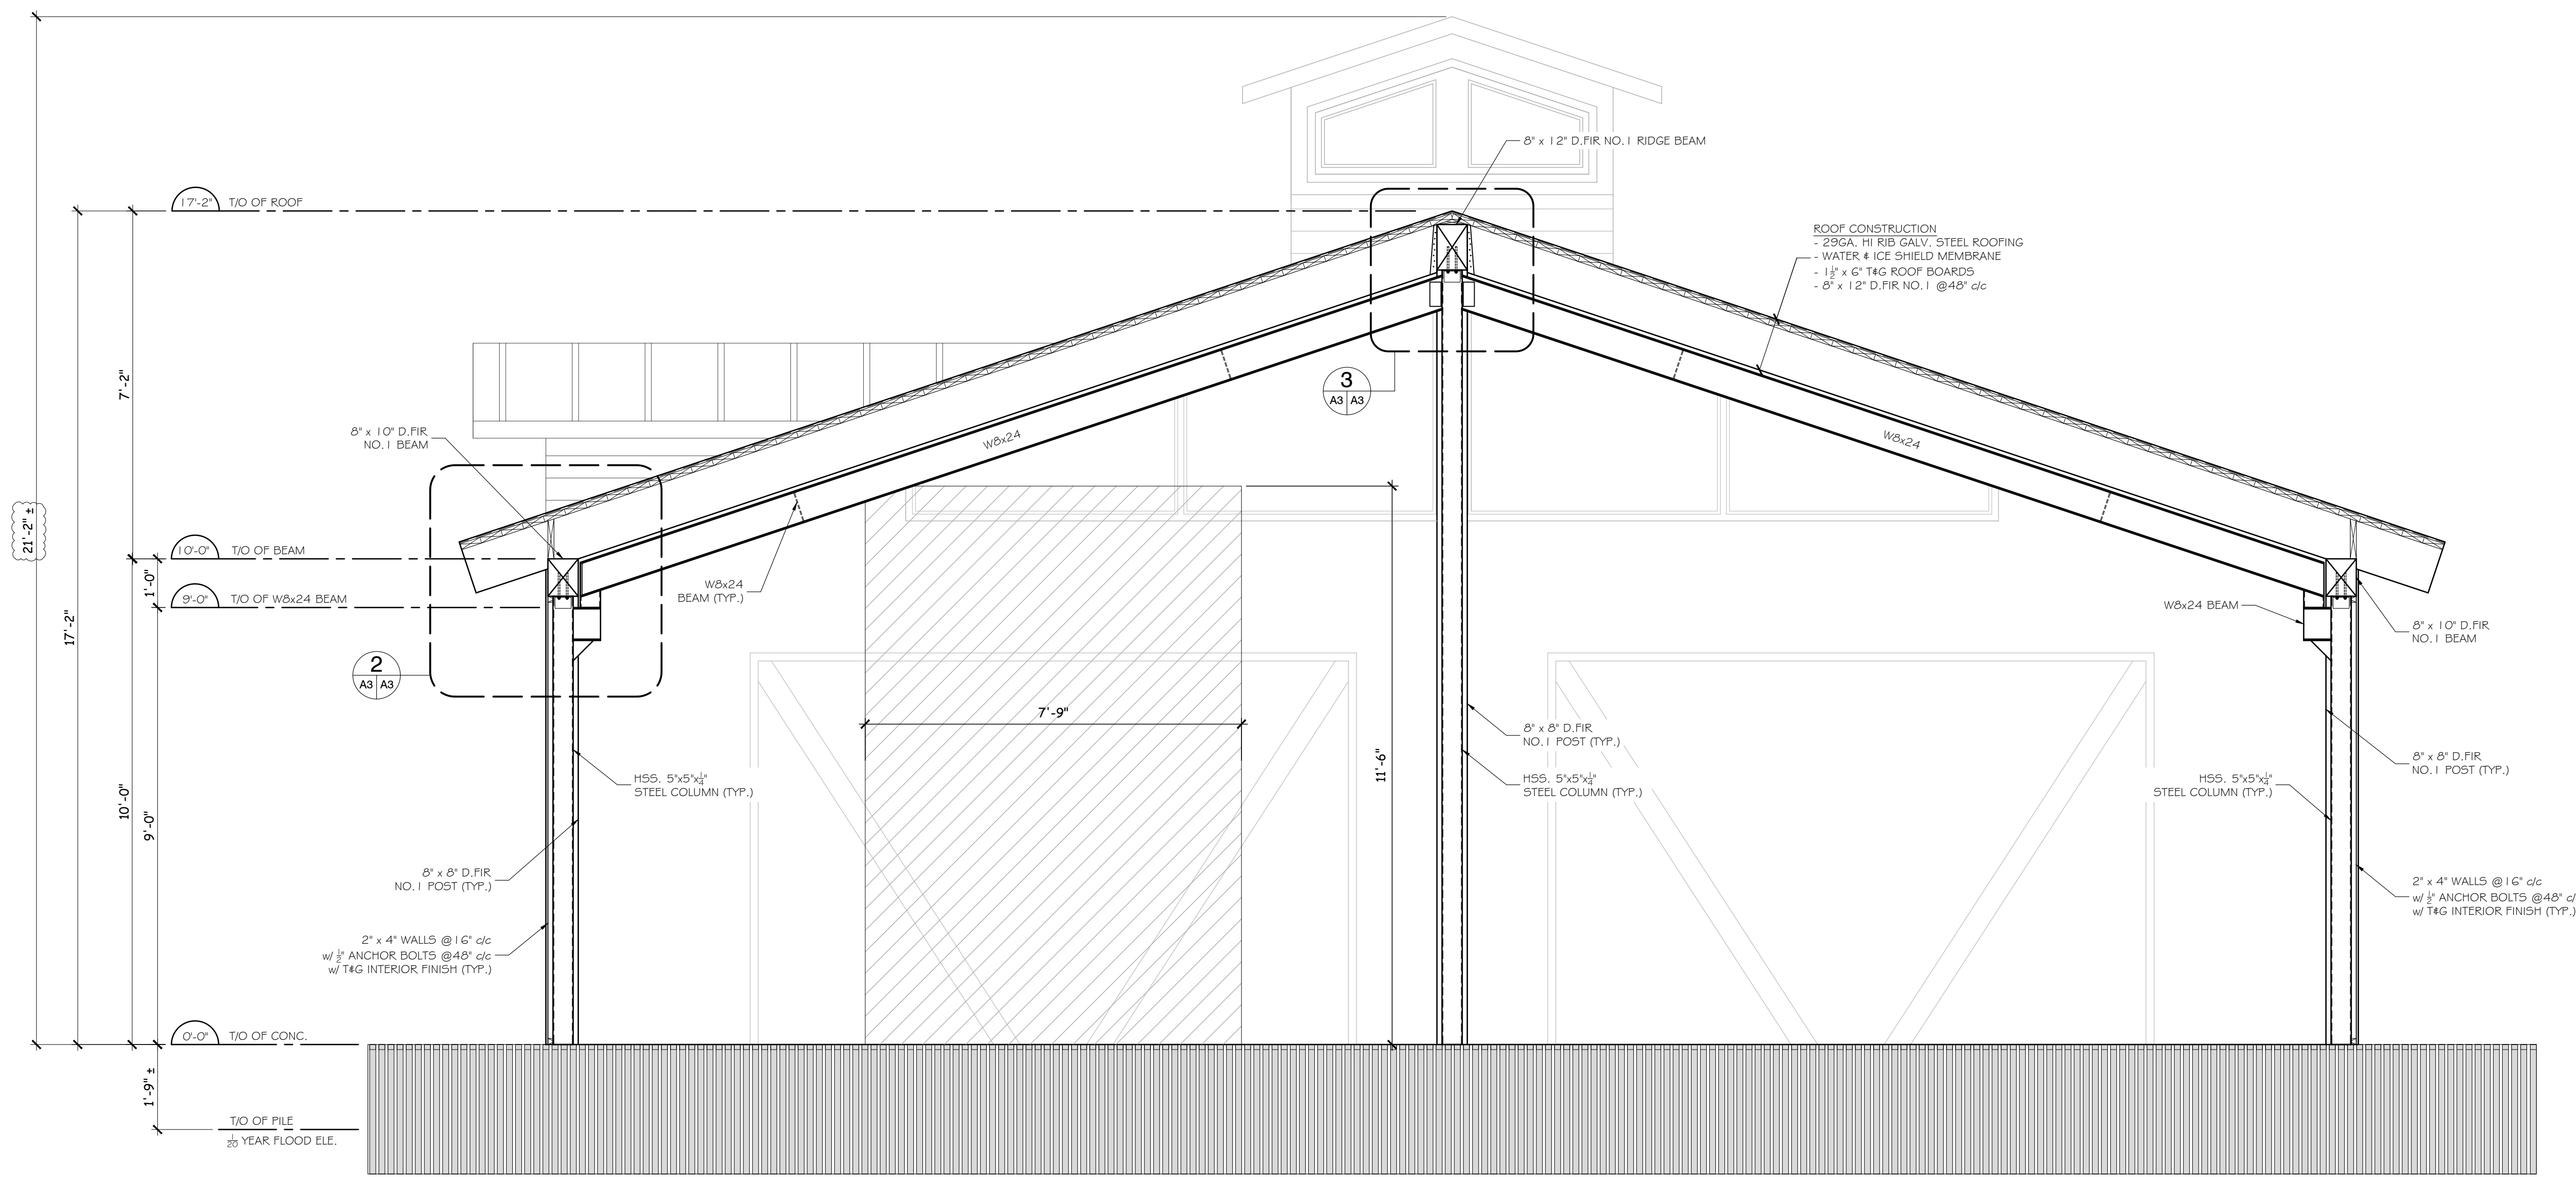 8" x 12" D.FIR NO.1 RIDGE BEAM
17'-2" T/O OF ROOF
ROOF CONSTRUCTION
- 29GA. HI RIB GALV. STEEL ROOFING
- WATER & ICE SHIELD MEMBRANE
- 1 1/2" x 6" T&G ROOF BOARDS
- 8" x 12" D.FIR NO.1 @48" c/c
7'-2"
3
A3 A3
8" x 10" D.FIR
NO.1 BEAM
W8x24
W8x24
21'-2" ±
10'-0" T/O OF BEAM
1'-0"
9'-0" T/O OF W8x24 BEAM
W8x24
BEAM (TYP.)
W8x24 BEAM
8" x 10" D.FIR
NO.1 BEAM
17'-2"
2
A3 A3
7'-9"
8" x 8" D.FIR
NO.1 POST (TYP.)
11'-6"
8" x 8" D.FIR
NO.1 POST (TYP.)
HSS. 5"x5"x1/4"
STEEL COLUMN (TYP.)
HSS. 5"x5"x1/4"
STEEL COLUMN (TYP.)
HSS. 5"x5"x1/4"
STEEL COLUMN (TYP.)
10'-0"
9'-0"
8" x 8" D.FIR
NO.1 POST (TYP.)
2" x 4" WALLS @16" c/c
w/ 1/2" ANCHOR BOLTS @48" c/
w/ T&G INTERIOR FINISH (TYP.)
2" x 4" WALLS @16" c/c
w/ 1/2" ANCHOR BOLTS @48" c/c
w/ T&G INTERIOR FINISH (TYP.)
0'-0" T/O OF CONC.
1'-9" ±
T/O OF PILE
1/20 YEAR FLOOD ELE.